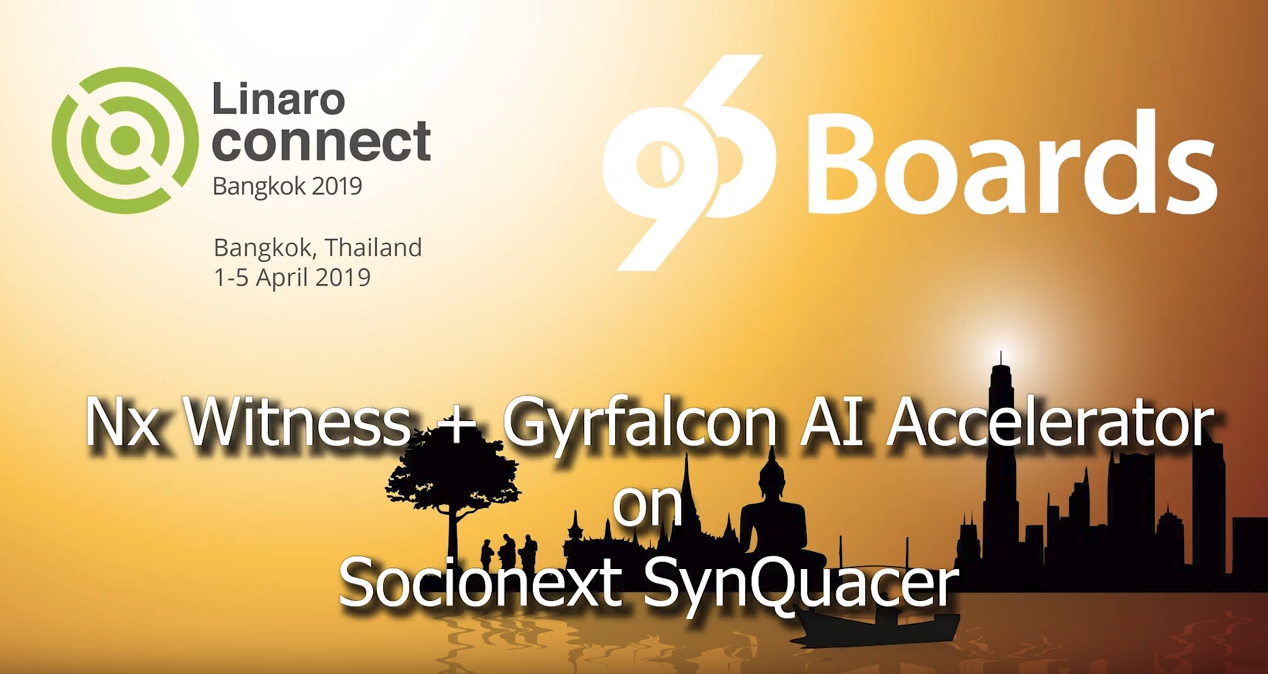 Linaro
connect
Bangkok 2019
Bangkok, Thailand
1-5 April 2019
96 Boards
Nx Witness + Gyrfalcon AI Accelerator
on
Socionext SynQuacer